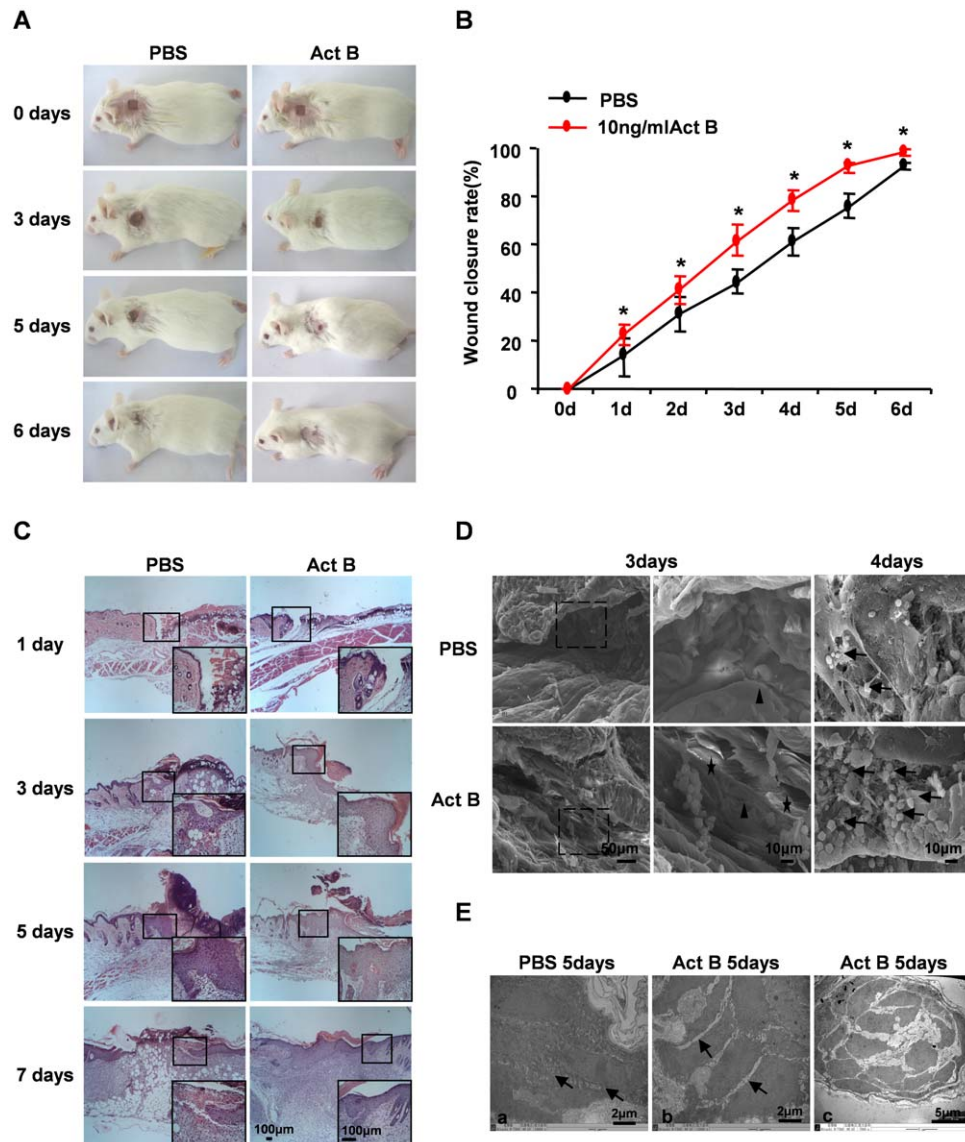 A
PBS Act B
0 days
3 days
5 days
6 days
B
PBS
10ng/mlAct B
Wound closure rate(%)
100
80
60
40
20
0
* * * * * *
0d 1d 2d 3d 4d 5d 6d
C
PBS Act B
1 day
3 days
5 days
7 days
100μm 100μm
D
3days 4days
PBS
Act B
50μm 10μm 10μm
E
PBS 5days Act B 5days Act B 5days
a 2μm b 2μm c 5μm